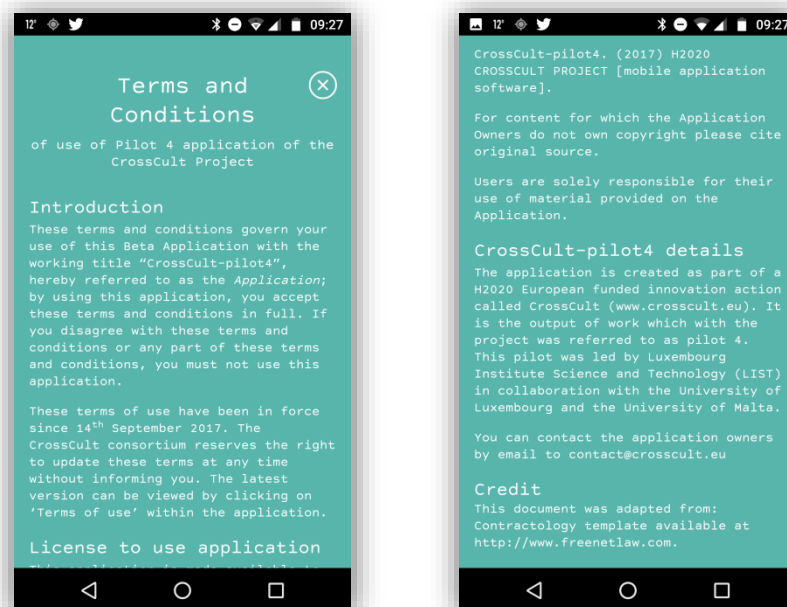 12° 09:27
Terms and
Conditions
of use of Pilot 4 application of the
CrossCult Project
Introduction
These terms and conditions govern your
use of this Beta Application with the
working title “CrossCult-pilot4”,
hereby referred to as the Application;
by using this application, you accept
these terms and conditions in full. If
you disagree with these terms and
conditions or any part of these terms
and conditions, you must not use this
application.
These terms of use have been in force
since 14th September 2017. The
CrossCult consortium reserves the right
to update these terms at any time
without informing you. The latest
version can be viewed by clicking on
‘Terms of use’ within the application.
License to use application
12° 09:27
CrossCult-pilot4. (2017) H2020
CROSSCULT PROJECT [mobile application
software].
For content for which the Application
Owners do not own copyright please cite
original source.
Users are solely responsible for their
use of material provided on the
Application.
CrossCult-pilot4 details
The application is created as part of a
H2020 European funded innovation action
called CrossCult (www.crosscult.eu). It
is the output of work which with the
project was referred to as pilot 4.
This pilot was led by Luxembourg
Institute Science and Technology (LIST)
in collaboration with the University of
Luxembourg and the University of Malta.
You can contact the application owners
by email to contact@crosscult.eu
Credit
This document was adapted from:
Contractology template available at
http://www.freenetlaw.com.